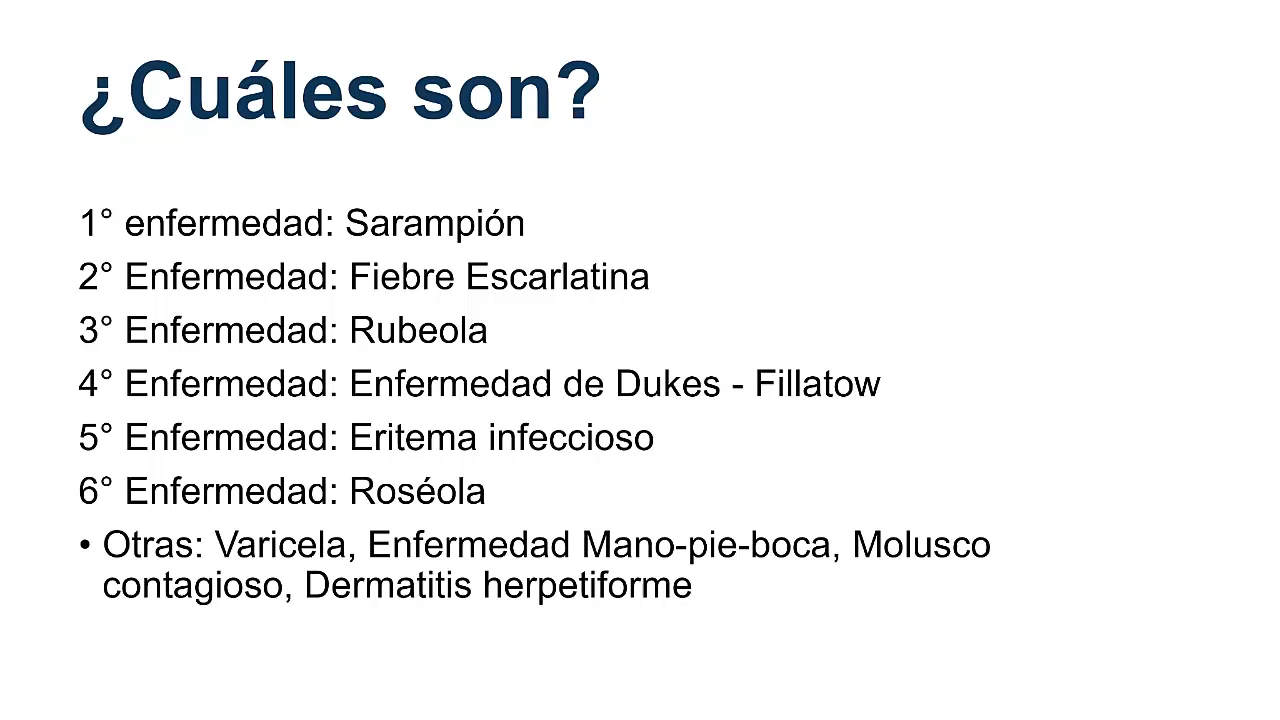 ¿Cuáles son?
1° enfermedad: Sarampión
2° Enfermedad: Fiebre Escarlatina
3° Enfermedad: Rubeola
4° Enfermedad: Enfermedad de Dukes - Fillatow
5° Enfermedad: Eritema infeccioso
6° Enfermedad: Roséola
• Otras: Varicela, Enfermedad Mano-pie-boca, Molusco
contagioso, Dermatitis herpetiforme